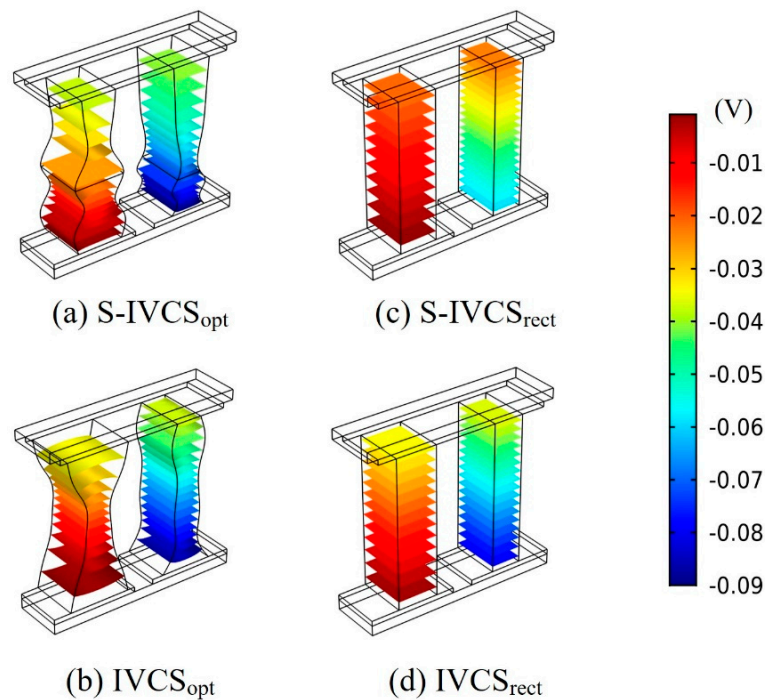 (a) S-IVCSopt
(c) S-IVCSrect
(b) IVCSopt
(d) IVCSrect
(V)
-0.01
-0.02
-0.03
-0.04
-0.05
-0.06
-0.07
-0.08
-0.09